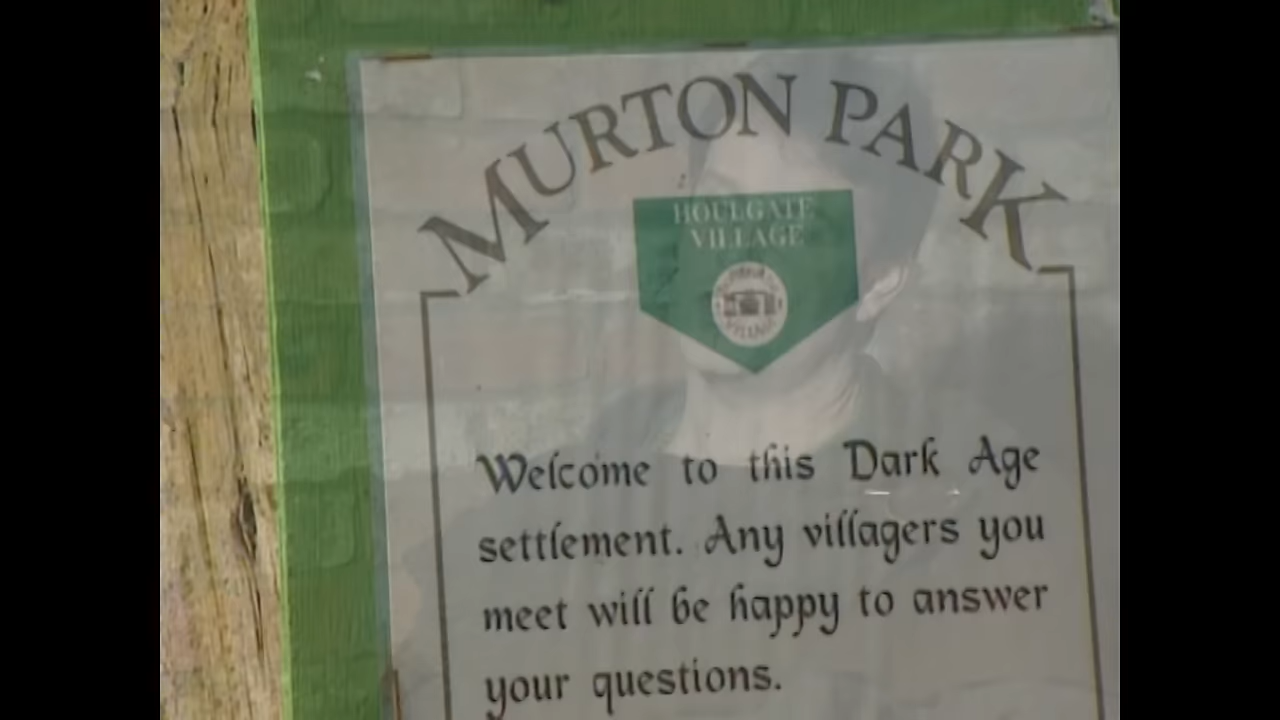 MURTON PARK
HOULGATE
VILLAGE
VILLAGE
Welcome to this Dark Age
settlement. Any villagers you
meet will be happy to answer
your questions.